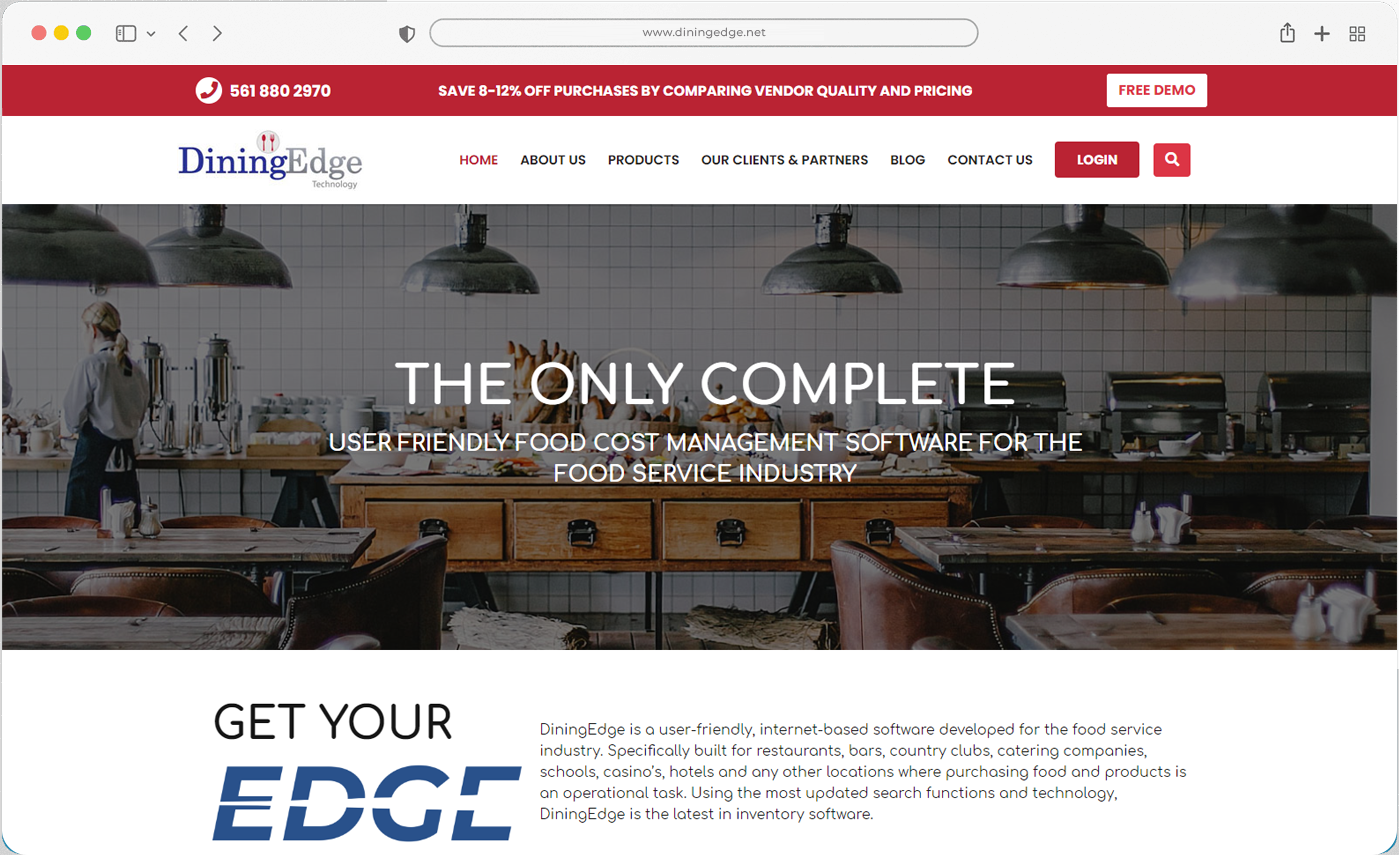 www.diningedge.net
561 880 2970
SAVE 8-12% OFF PURCHASES BY COMPARING VENDOR QUALITY AND PRICING
FREE DEMO
DiningEdge
Technology
HOME
ABOUT US
PRODUCTS
OUR CLIENTS & PARTNERS
BLOG
CONTACT US
LOGIN
THE ONLY COMPLETE
USER FRIENDLY FOOD COST MANAGEMENT SOFTWARE FOR THE
FOOD SERVICE INDUSTRY
GET YOUR
EDGE
DiningEdge is a user-friendly, internet-based software developed for the food service
industry. Specifically built for restaurants, bars, country clubs, catering companies,
schools, casino's, hotels and any other locations where purchasing food and products is
an operational task. Using the most updated search functions and technology,
DiningEdge is the latest in inventory software.